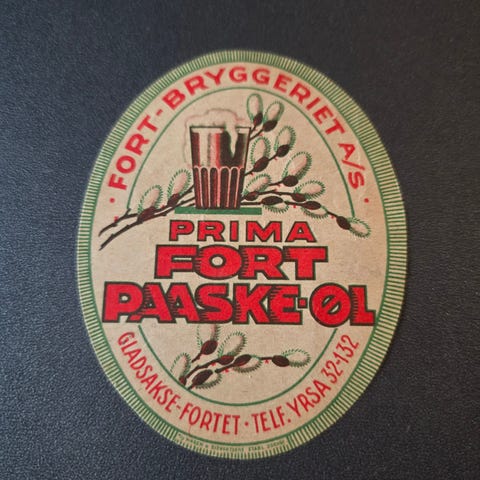 FORT-BRYGGERIET A/S
PRIMA
FORT
PAASKE-ØL
GLADSAKSE-FORTET · TELF. YRSA 32-132